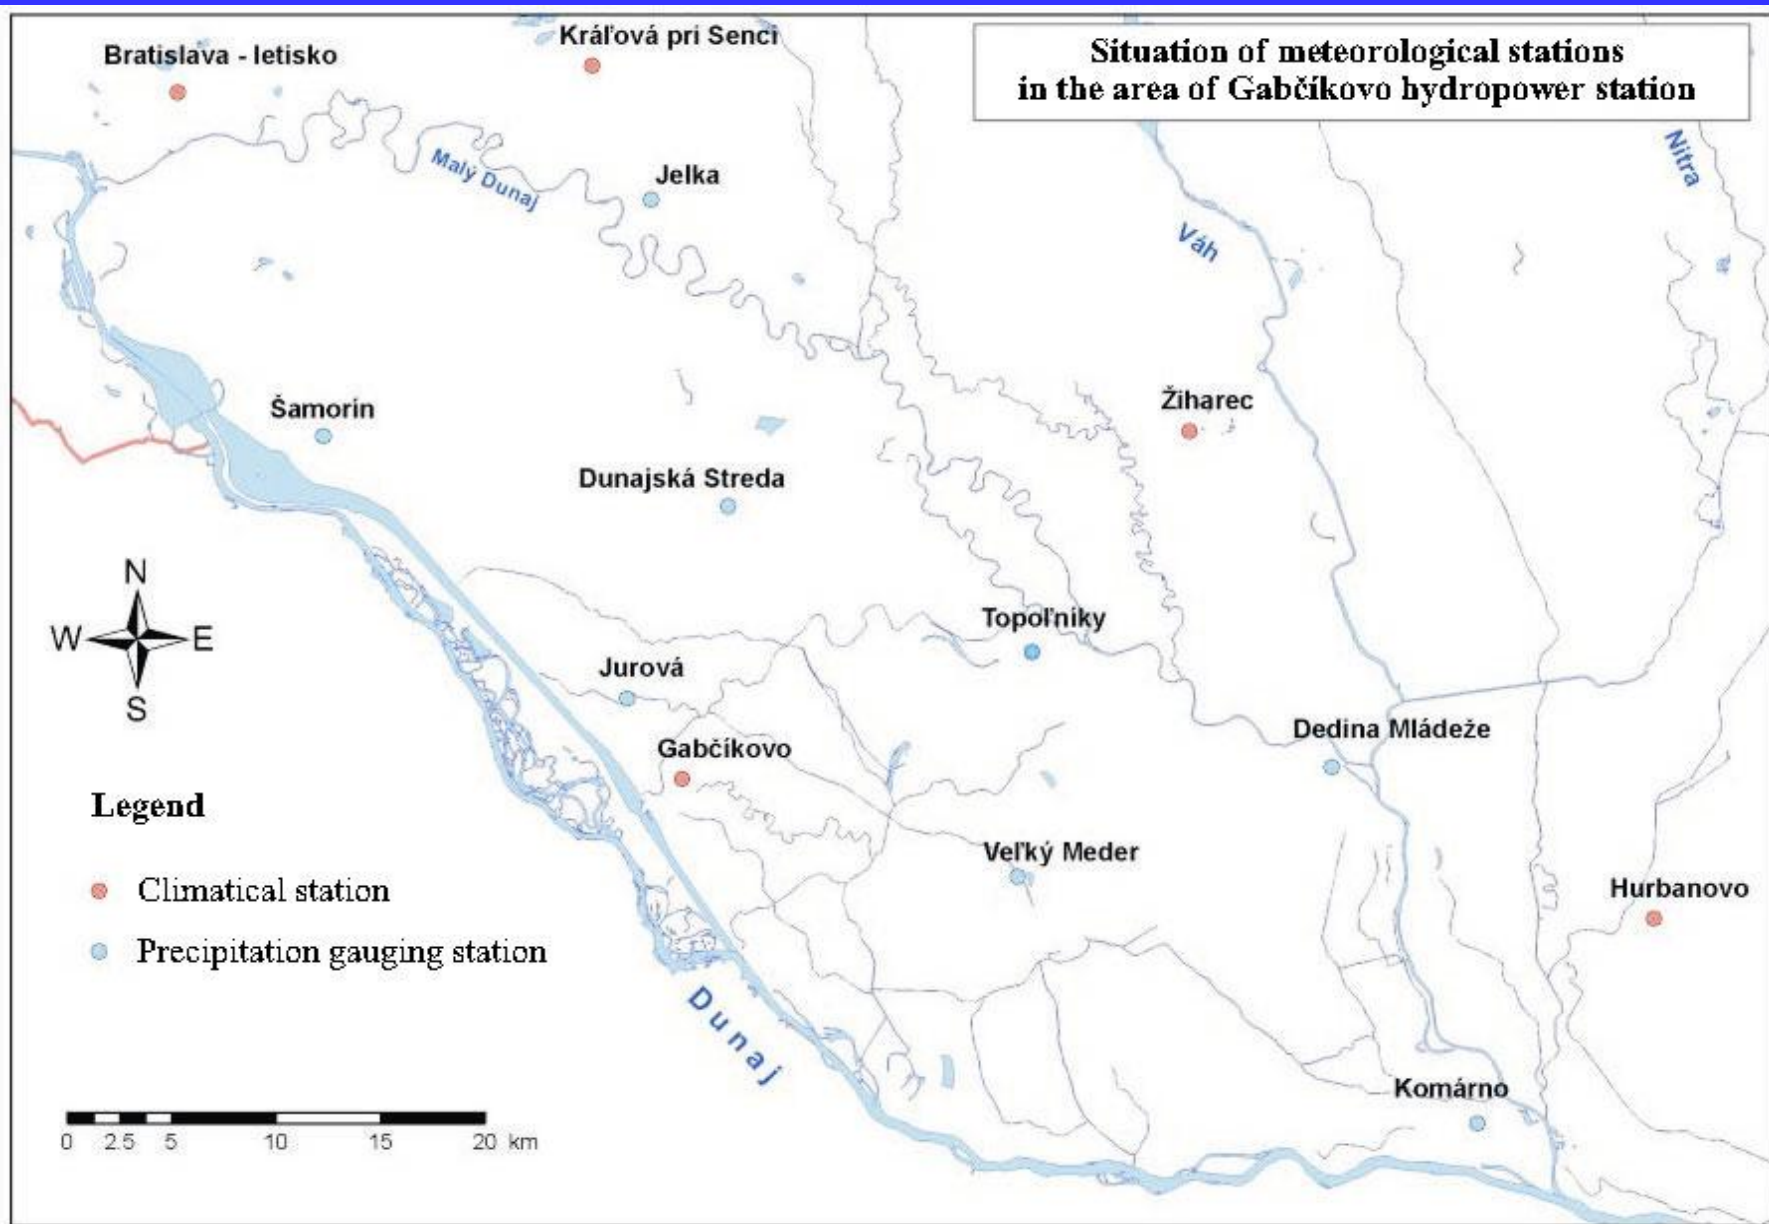 Situation of meteorological stations
in the area of Gabčíkovo hydropower station
Bratislava - letisko
Kráľová pri Senci
Malý Dunaj
Jelka
Váh
Nitra
Šamorín
Žiharec
Dunajská Streda
N
W E
S
Topoľníky
Jurová
Gabčíkovo
Dedina Mládeže
Veľký Meder
Hurbanovo
Legend
Climatical station
Precipitation gauging station
Dunaj
Komárno
0 2.5 5 10 15 20 km